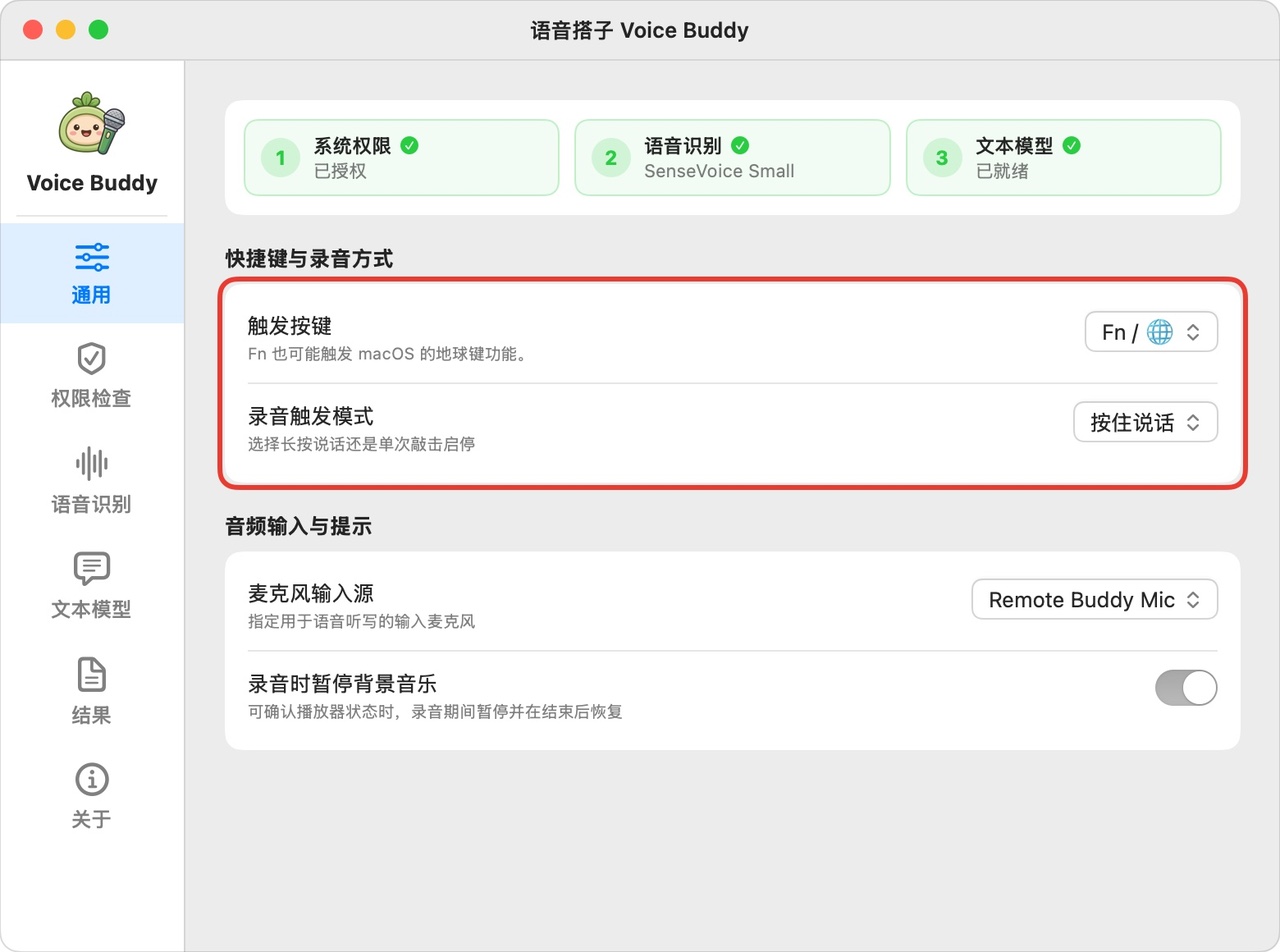 语音搭子 Voice Buddy
Voice Buddy
通用
权限检查
语音识别
文本模型
结果
关于
1
系统权限
已授权
2
语音识别
SenseVoice Small
3
文本模型
已就绪
快捷键与录音方式
触发按键
Fn 也可能触发 macOS 的地球键功能。
Fn / 🌐
录音触发模式
选择长按说话还是单次敲击启停
按住说话
音频输入与提示
麦克风输入源
指定用于语音听写的输入麦克风
Remote Buddy Mic
录音时暂停背景音乐
可确认播放器状态时，录音期间暂停并在结束后恢复